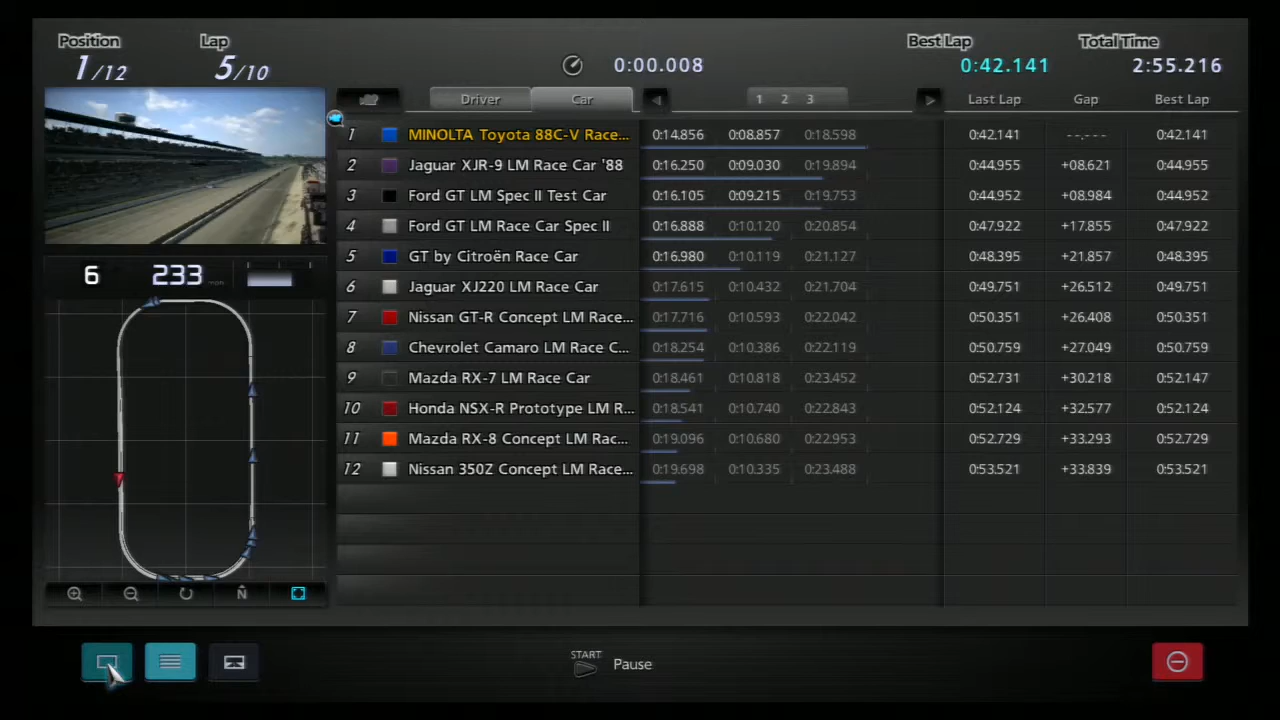 Position Lap Best Lap Total Time
1/12 5/10 0:00.008 0:42.141 2:55.216
Driver Car 1 2 3 Last Lap Gap Best Lap
1 MINOLTA Toyota 88C-V Race... 0:14.856 0:08.857 0:18.598 0:42.141 --.--- 0:42.141
2 Jaguar XJR-9 LM Race Car '88 0:16.250 0:09.030 0:19.894 0:44.955 +08.621 0:44.955
3 Ford GT LM Spec II Test Car 0:16.105 0:09.215 0:19.753 0:44.952 +08.984 0:44.952
4 Ford GT LM Race Car Spec II 0:16.888 0:10.120 0:20.854 0:47.922 +17.855 0:47.922
5 GT by Citroën Race Car 0:16.980 0:10.119 0:21.127 0:48.395 +21.857 0:48.395
6 Jaguar XJ220 LM Race Car 0:17.615 0:10.432 0:21.704 0:49.751 +26.512 0:49.751
7 Nissan GT-R Concept LM Race... 0:17.716 0:10.593 0:22.042 0:50.351 +26.408 0:50.351
8 Chevrolet Camaro LM Race C... 0:18.254 0:10.386 0:22.119 0:50.759 +27.049 0:50.759
9 Mazda RX-7 LM Race Car 0:18.461 0:10.818 0:23.452 0:52.731 +30.218 0:52.147
10 Honda NSX-R Prototype LM R... 0:18.541 0:10.740 0:22.843 0:52.124 +32.577 0:52.124
11 Mazda RX-8 Concept LM Rac... 0:19.096 0:10.680 0:22.953 0:52.729 +33.293 0:52.729
12 Nissan 350Z Concept LM Race... 0:19.698 0:10.335 0:23.488 0:53.521 +33.839 0:53.521
6 233
N
START
Pause